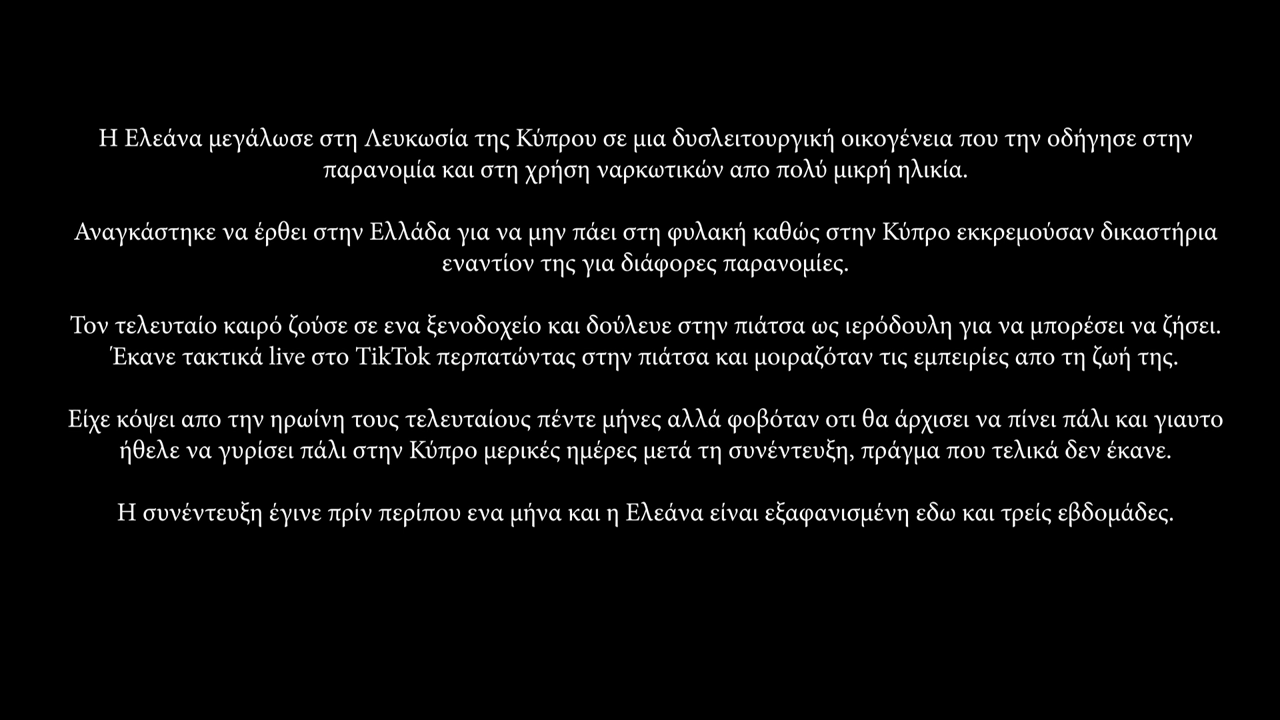 Η Ελεάνα μεγάλωσε στη Λευκωσία της Κύπρου σε μια δυσλειτουργική οικογένεια που την οδήγησε στην
παρανομία και στη χρήση ναρκωτικών απο πολύ μικρή ηλικία.
Αναγκάστηκε να έρθει στην Ελλάδα για να μην πάει στη φυλακή καθώς στην Κύπρο εκκρεμούσαν δικαστήρια
εναντίον της για διάφορες παρανομίες.
Τον τελευταίο καιρό ζούσε σε ενα ξενοδοχείο και δούλευε στην πιάτσα ως ιερόδουλη για να μπορέσει να ζήσει.
Έκανε τακτικά live στο TikTok περπατώντας στην πιάτσα και μοιραζόταν τις εμπειρίες απο τη ζωή της.
Είχε κόψει απο την ηρωίνη τους τελευταίους πέντε μήνες αλλά φοβόταν οτι θα άρχισει να πίνει πάλι και γιαυτο
ήθελε να γυρίσει πάλι στην Κύπρο μερικές ημέρες μετά τη συνέντευξη, πράγμα που τελικά δεν έκανε.
Η συνέντευξη έγινε πρίν περίπου ενα μήνα και η Ελεάνα είναι εξαφανισμένη εδω και τρείς εβδομάδες.